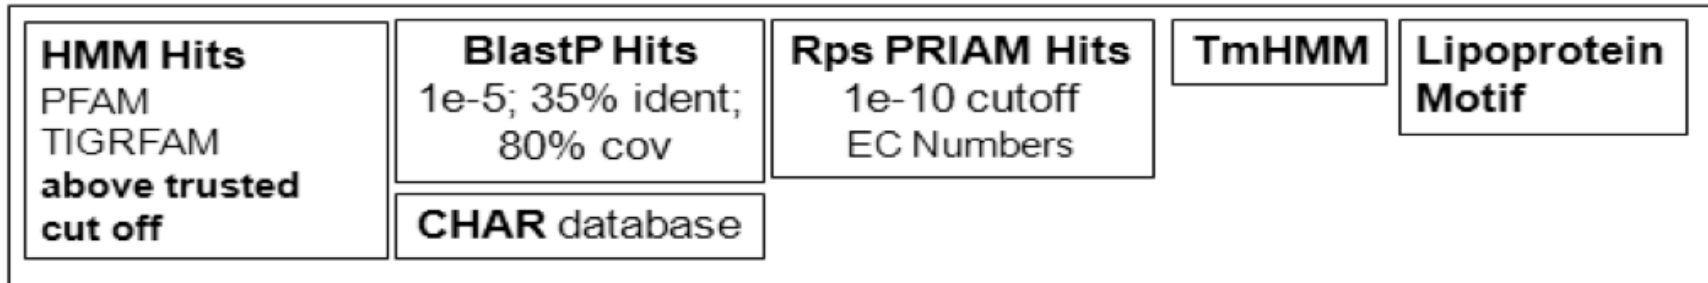 HMM Hits
PFAM
TIGRFAM
above trusted
cut off
BlastP Hits
1e-5; 35% ident;
80% cov
CHAR database
Rps PRIAM Hits
1e-10 cutoff
EC Numbers
TmHMM
Lipoprotein
Motif